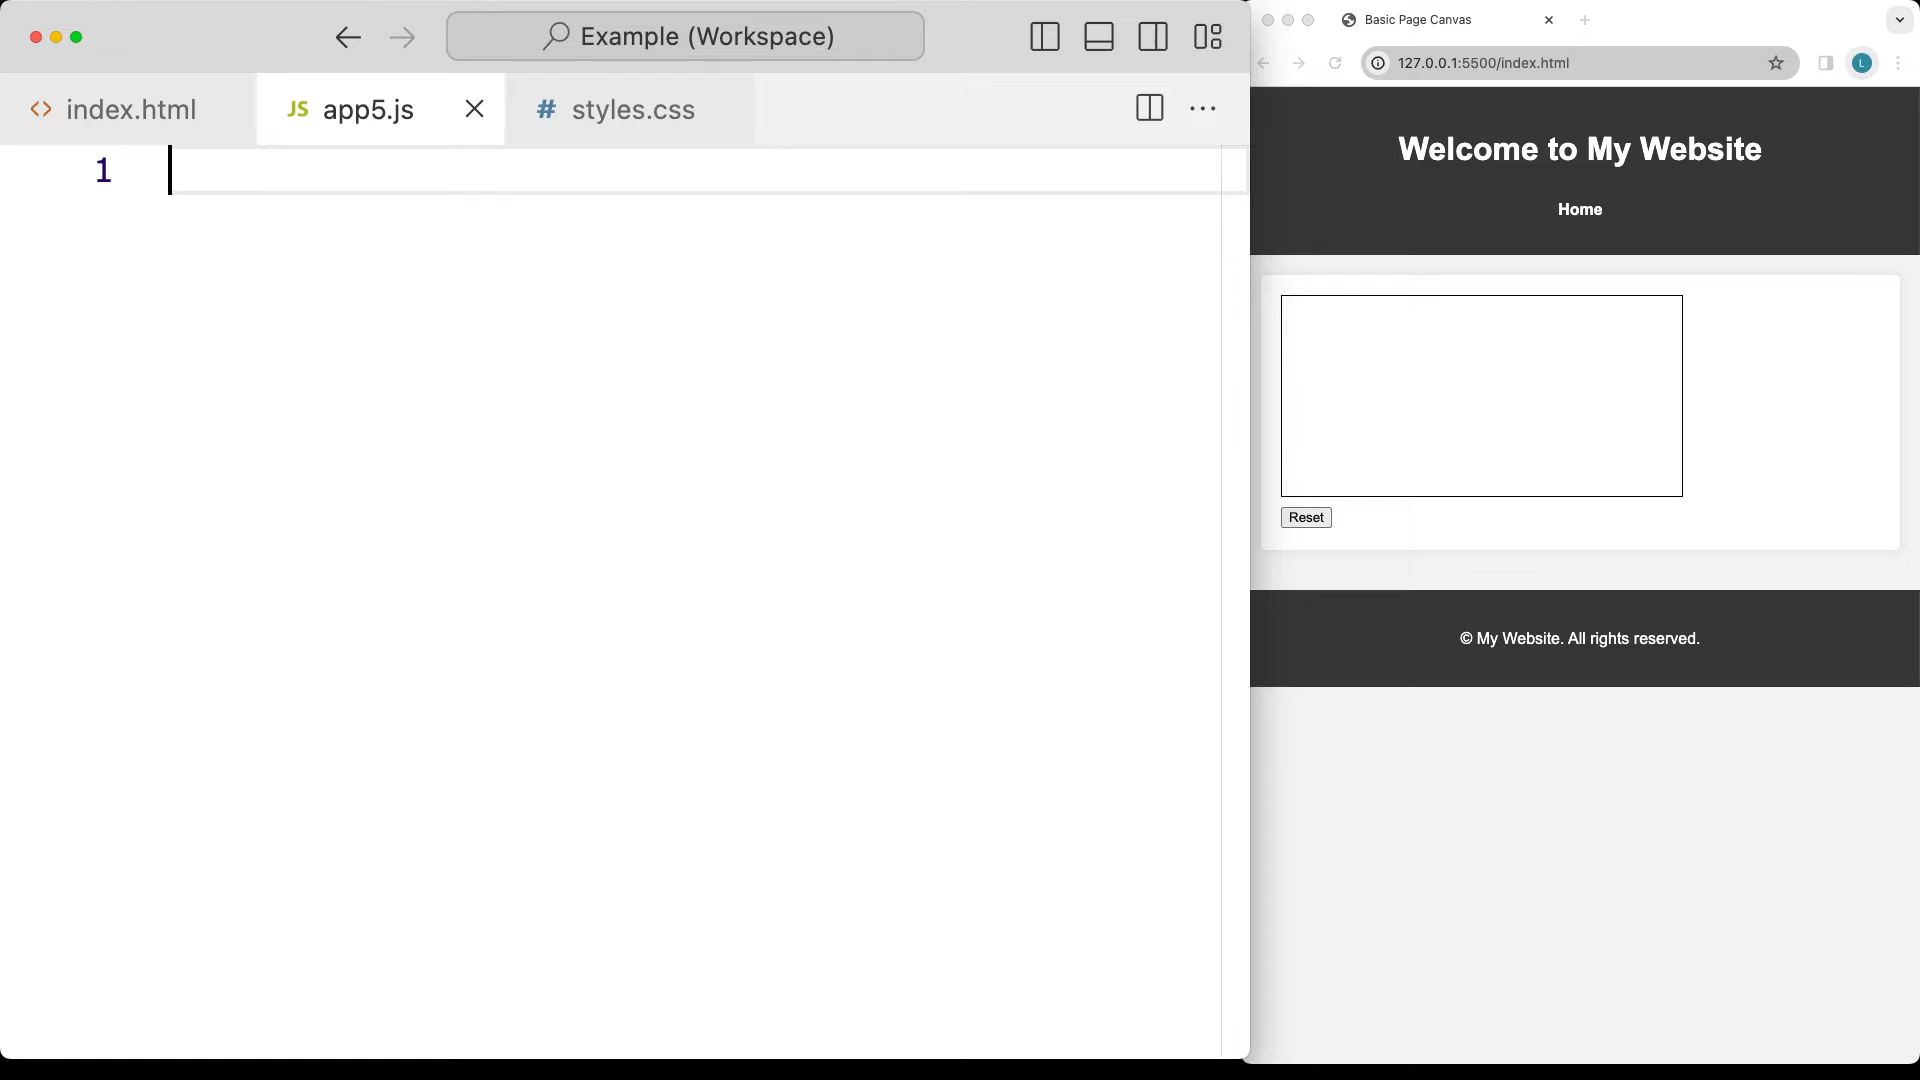 Example (Workspace)
index.html
JS app5.js
# styles.css
1
Basic Page Canvas
127.0.0.1:5500/index.html
L
Welcome to My Website
Home
Reset
© My Website. All rights reserved.